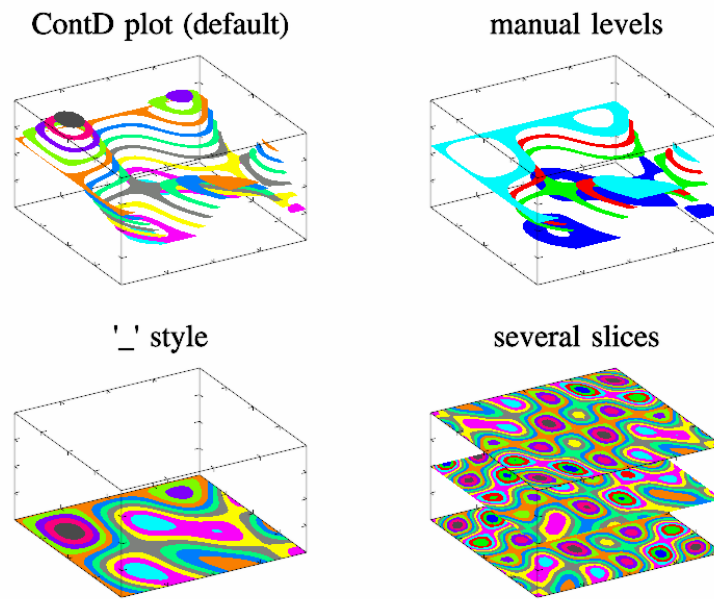 ContD plot (default)
manual levels
'_' style
several slices